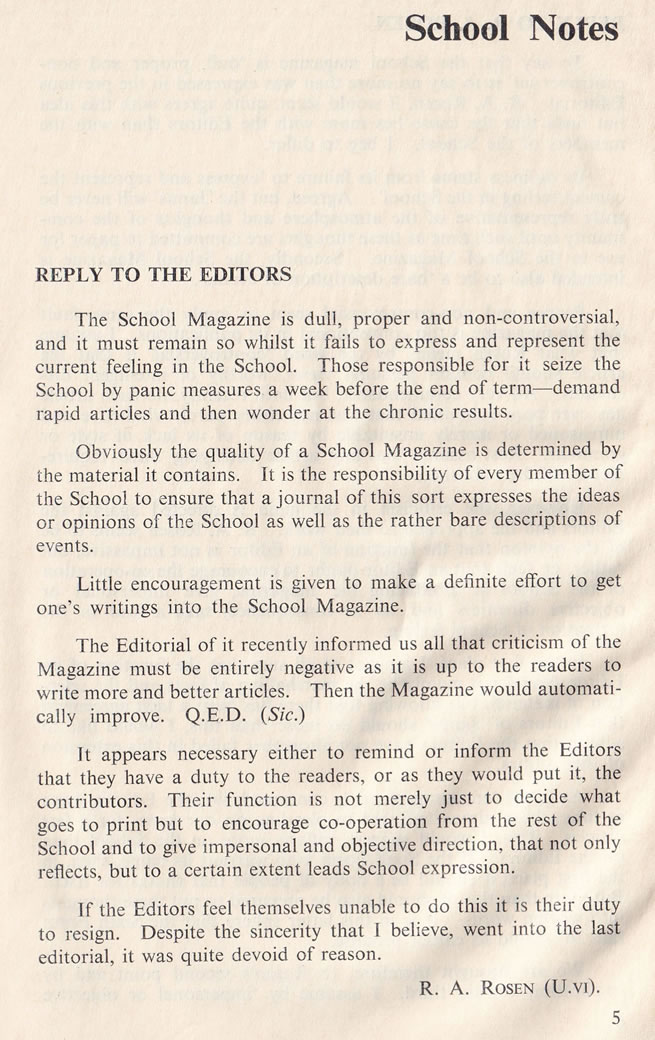 School Notes
REPLY TO THE EDITORS
The School Magazine is dull, proper and non-controversial,
and it must remain so whilst it fails to express and represent the
current feeling in the School. Those responsible for it seize the
School by panic measures a week before the end of term—demand
rapid articles and then wonder at the chronic results.
Obviously the quality of a School Magazine is determined by
the material it contains. It is the responsibility of every member of
the School to ensure that a journal of this sort expresses the ideas
or opinions of the School as well as the rather bare descriptions of
events.
Little encouragement is given to make a definite effort to get
one's writings into the School Magazine.
The Editorial of it recently informed us all that criticism of the
Magazine must be entirely negative as it is up to the readers to
write more and better articles. Then the Magazine would automati-
cally improve. Q.E.D. (Sic.)
It appears necessary either to remind or inform the Editors
that they have a duty to the readers, or as they would put it, the
contributors. Their function is not merely just to decide what
goes to print but to encourage co-operation from the rest of the
School and to give impersonal and objective direction, that not only
reflects, but to a certain extent leads School expression.
If the Editors feel themselves unable to do this it is their duty
to resign. Despite the sincerity that I believe, went into the last
editorial, it was quite devoid of reason.
R. A. ROSEN (U.VI).
5